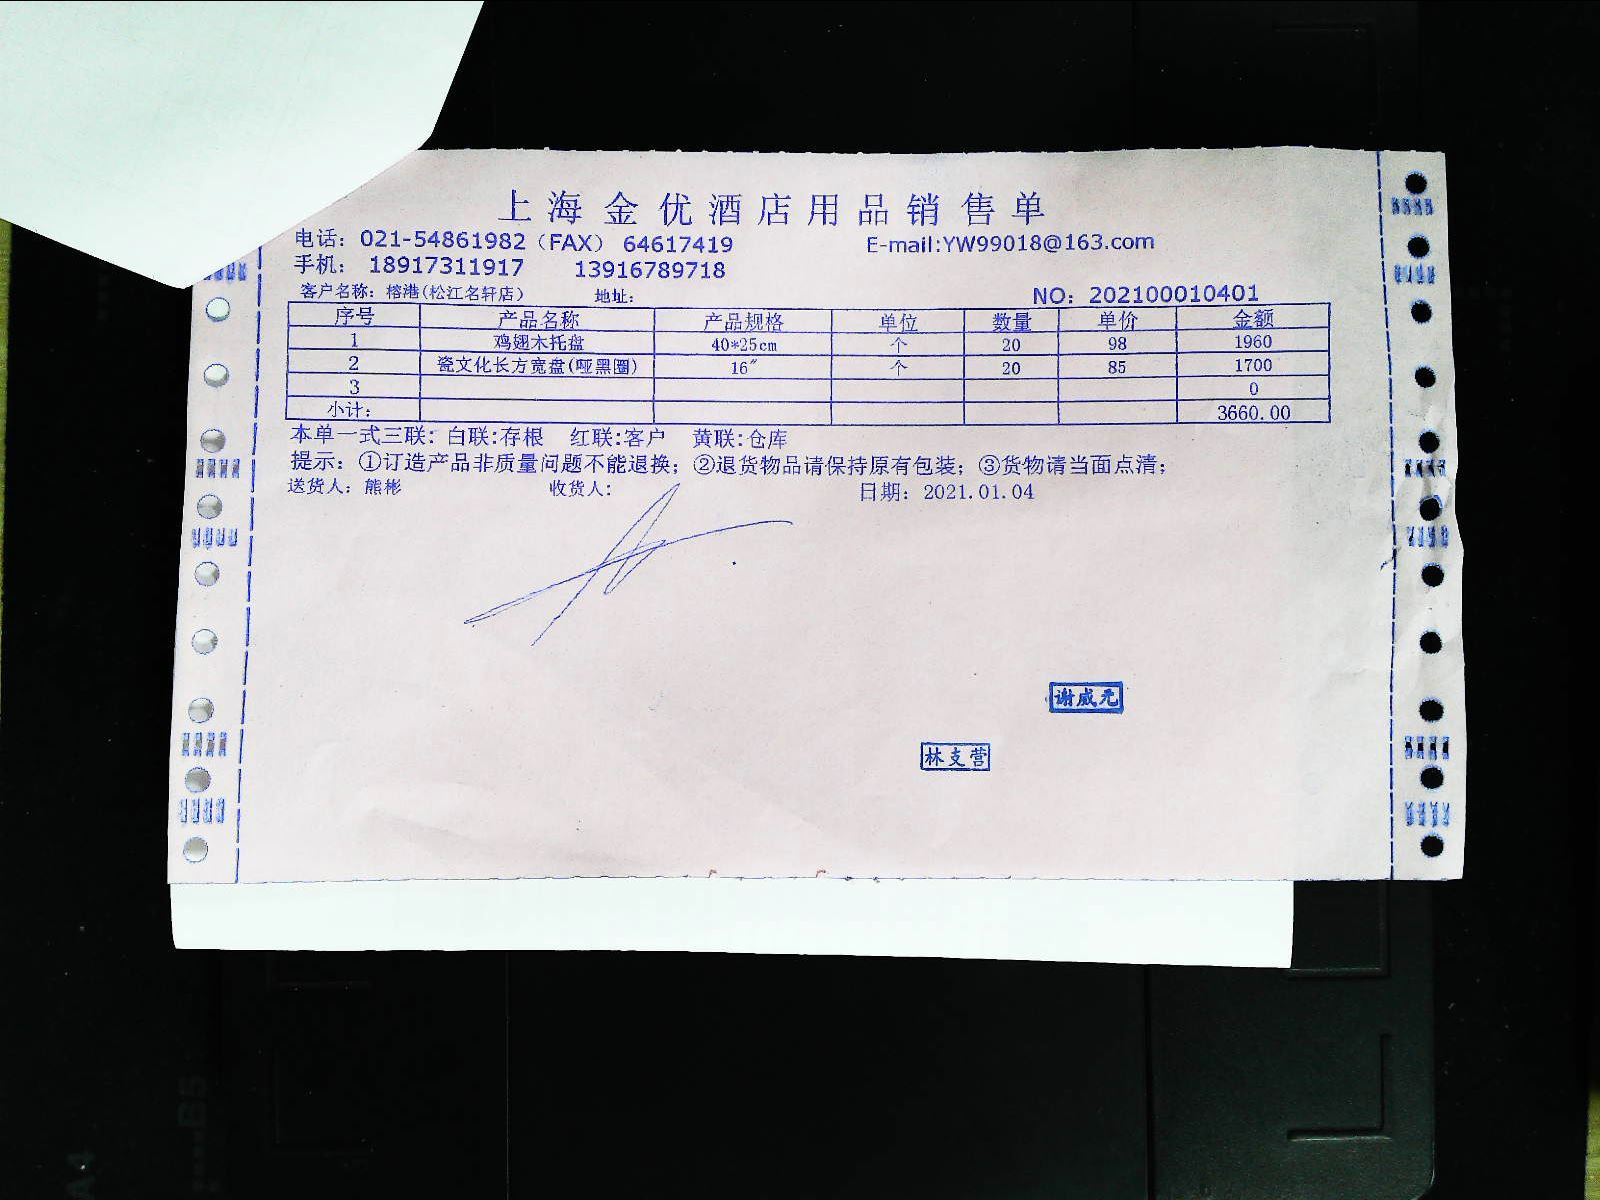 上海金优酒店用品销售单
电话：021-54861982（FAX） 64617419 E-mail:YW99018@163.com
手机： 18917311917 13916789718
客户名称：榕港(松江名轩店) 地址： NO：202100010401
序号 产品名称 产品规格 单位 数量 单价 金额
1 鸡翅木托盘 40*25cm 个 20 98 1960
2 瓷文化长方宽盘(哑黑圈) 16" 个 20 85 1700
3 0
小计： 3660.00
本单一式三联：白联:存根 红联:客户 黄联:仓库
提示：①订造产品非质量问题不能退换；②退货物品请保持原有包装；③货物请当面点清；
送货人：熊彬 收货人： 日期：2021.01.04
谢威元
林支营
A4
B5